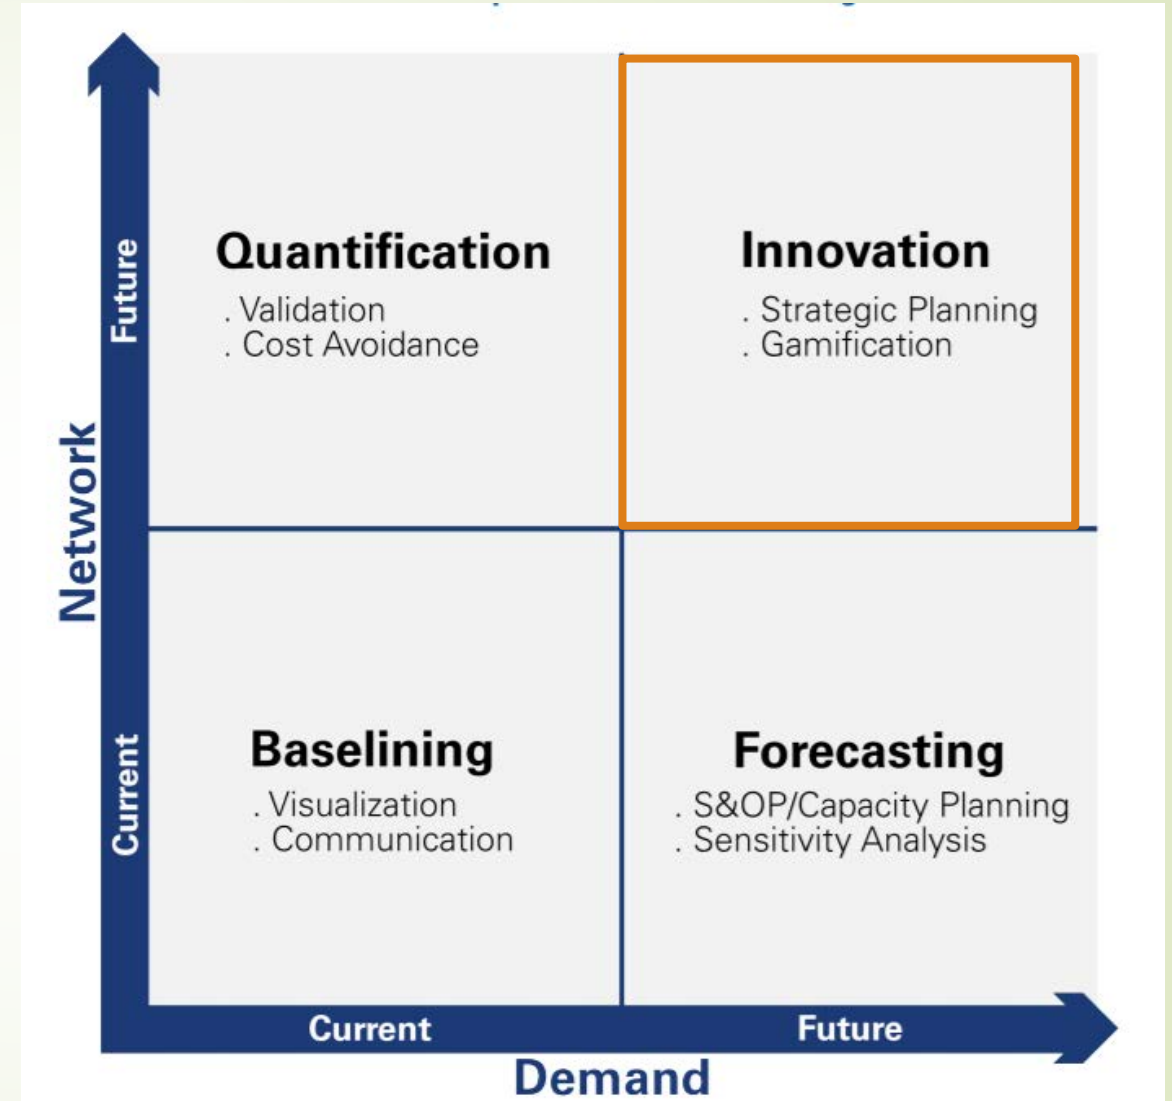 Network
Future
Current
Quantification
. Validation
. Cost Avoidance
Innovation
. Strategic Planning
. Gamification
Baselining
. Visualization
. Communication
Forecasting
. S&OP/Capacity Planning
. Sensitivity Analysis
Current
Future
Demand